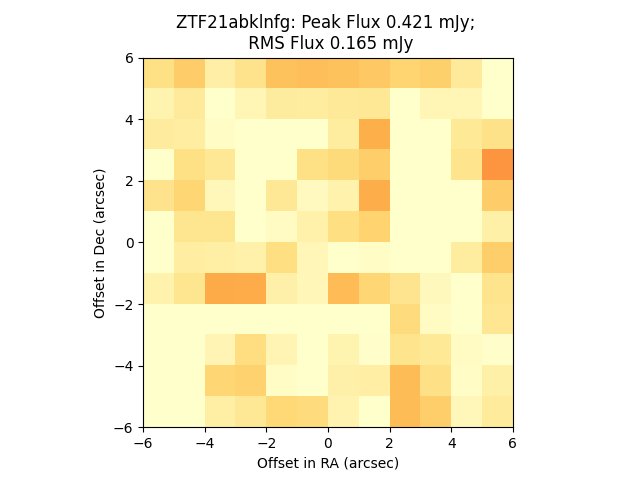 ZTF21abklnfg: Peak Flux 0.421 mJy;
RMS Flux 0.165 mJy
6
4
2
0
−2
−4
−6
Offset in Dec (arcsec)
−6 −4 −2 0 2 4 6
Offset in RA (arcsec)